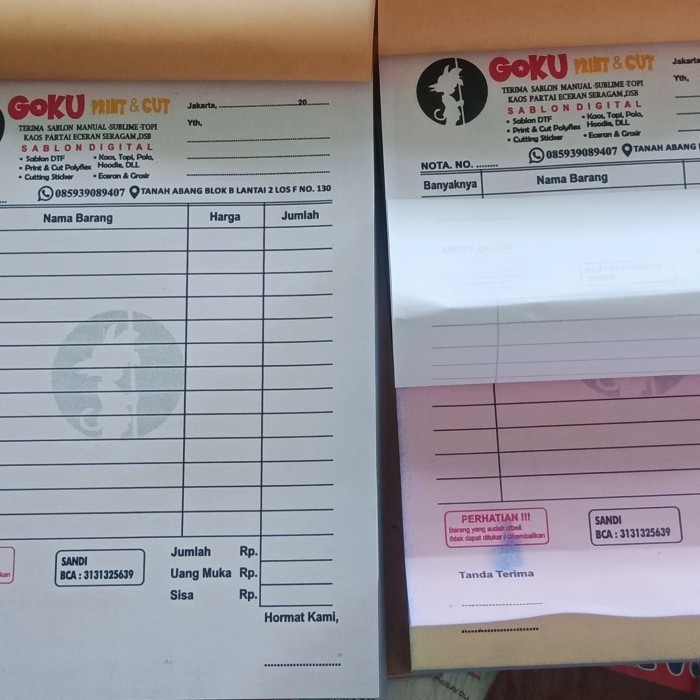 GOKU PRINT & CUT
TERIMA SABLON MANUAL-SUBLIME-TOPI
KAOS PARTAI ECERAN SERAGAM,DSB
SABLON DIGITAL
• Sablon DTF • Kaos, Topi, Polo,
• Print & Cut Polyflex Hoodie, DLL
• Cutting Sticker • Eceran & Grosir
085939089407 TANAH ABANG BLOK B LANTAI 2 LOS F NO. 130
Jakarta, 20
Yth,
Nama Barang Harga Jumlah
SANDI
BCA : 3131325639
Jumlah Rp.
Uang Muka Rp.
Sisa Rp.
Hormat Kami,
GOKU PRINT & CUT
TERIMA SABLON MANUAL-SUBLIME-TOPI
KAOS PARTAI ECERAN SERAGAM,DSB
SABLON DIGITAL
• Sablon DTF • Kaos, Topi, Polo,
• Print & Cut Polyflex Hoodie, DLL
• Cutting Sticker • Eceran & Grosir
085939089407 TANAH ABANG
Jakarta
Yth,
NOTA. NO. ........
Banyaknya Nama Barang
PERHATIAN !!!
Barang yang sudah dibeli
tidak dapat ditukar / dikembalikan
SANDI
BCA : 3131325639
Tanda Terima